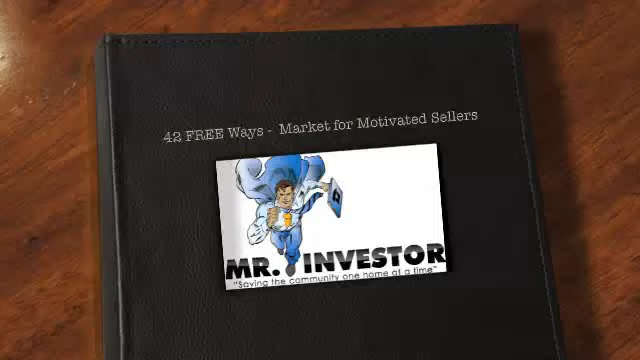 42 FREE Ways - Market for Motivated Sellers
MR. INVESTOR
"Saving the community one home at a time"